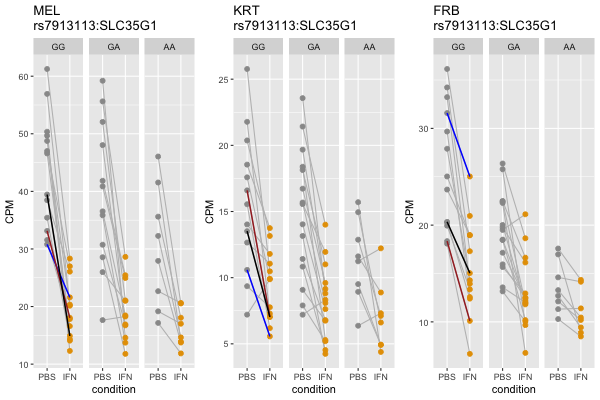 MEL
rs7913113:SLC35G1
GG GA AA
60
50
40
30
20
10
CPM
PBS IFN PBS IFN PBS IFN
condition
KRT
rs7913113:SLC35G1
GG GA AA
25
20
15
10
5
CPM
PBS IFN PBS IFN PBS IFN
condition
FRB
rs7913113:SLC35G1
GG GA AA
30
20
10
CPM
PBS IFN PBS IFN PBS IFN
condition